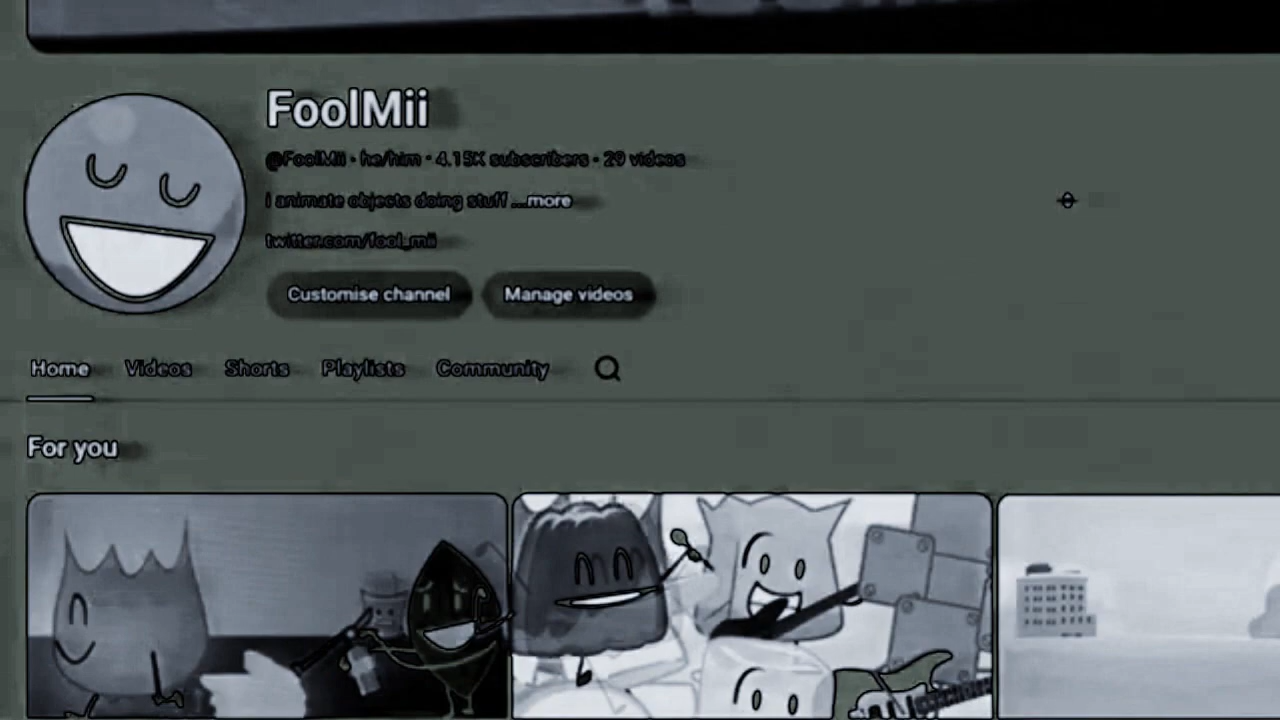 FoolMii
@FoolMii · he/him · 4.15K subscribers · 29 videos
i animate objects doing stuff ...more
twitter.com/fool_mii
Customise channel Manage videos
Home Videos Shorts Playlists Community
For you